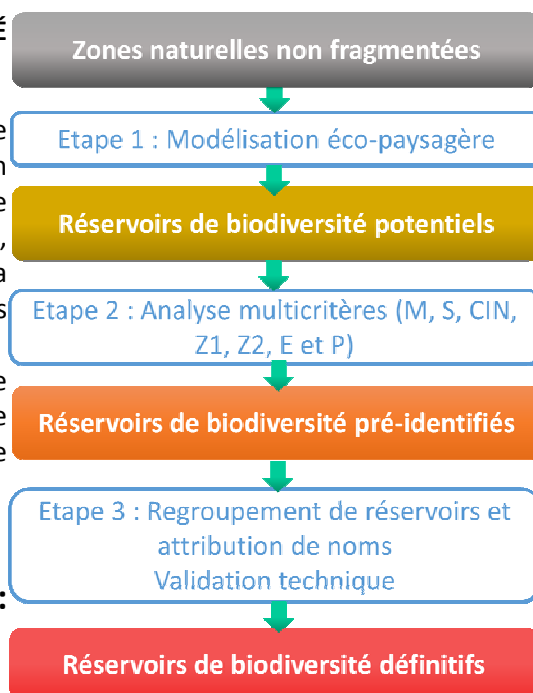 É
Zones naturelles non fragmentées
e
Etape 1 : Modélisation éco-paysagère
n
e
Réservoirs de biodiversité potentiels
,
a
s
Etape 2 : Analyse multicritères (M, S, CIN,
Z1, Z2, E et P)
e
e
Réservoirs de biodiversité pré-identifiés
e
Etape 3 : Regroupement de réservoirs et
attribution de noms
Validation technique
:
Réservoirs de biodiversité définitifs